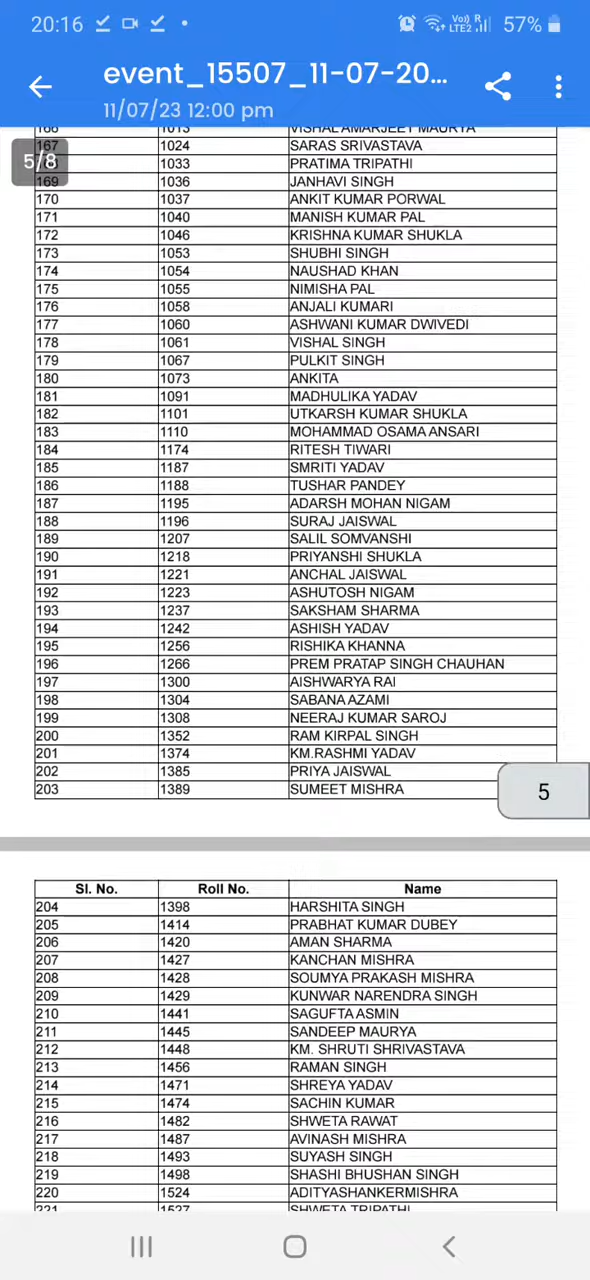 20:16 Vo)) R LTE2 57%
event_15507_11-07-20...
11/07/23 12:00 pm
166 1013 VISHAL AMARJEET MAURYA
167 1024 SARAS SRIVASTAVA
5/8
1033 PRATIMA TRIPATHI
169 1036 JANHAVI SINGH
170 1037 ANKIT KUMAR PORWAL
171 1040 MANISH KUMAR PAL
172 1046 KRISHNA KUMAR SHUKLA
173 1053 SHUBHI SINGH
174 1054 NAUSHAD KHAN
175 1055 NIMISHA PAL
176 1058 ANJALI KUMARI
177 1060 ASHWANI KUMAR DWIVEDI
178 1061 VISHAL SINGH
179 1067 PULKIT SINGH
180 1073 ANKITA
181 1091 MADHULIKA YADAV
182 1101 UTKARSH KUMAR SHUKLA
183 1110 MOHAMMAD OSAMA ANSARI
184 1174 RITESH TIWARI
185 1187 SMRITI YADAV
186 1188 TUSHAR PANDEY
187 1195 ADARSH MOHAN NIGAM
188 1196 SURAJ JAISWAL
189 1207 SALIL SOMVANSHI
190 1218 PRIYANSHI SHUKLA
191 1221 ANCHAL JAISWAL
192 1223 ASHUTOSH NIGAM
193 1237 SAKSHAM SHARMA
194 1242 ASHISH YADAV
195 1256 RISHIKA KHANNA
196 1266 PREM PRATAP SINGH CHAUHAN
197 1300 AISHWARYA RAI
198 1304 SABANA AZAMI
199 1308 NEERAJ KUMAR SAROJ
200 1352 RAM KIRPAL SINGH
201 1374 KM.RASHMI YADAV
202 1385 PRIYA JAISWAL
203 1389 SUMEET MISHRA
5
Sl. No. Roll No. Name
204 1398 HARSHITA SINGH
205 1414 PRABHAT KUMAR DUBEY
206 1420 AMAN SHARMA
207 1427 KANCHAN MISHRA
208 1428 SOUMYA PRAKASH MISHRA
209 1429 KUNWAR NARENDRA SINGH
210 1441 SAGUFTA ASMIN
211 1445 SANDEEP MAURYA
212 1448 KM. SHRUTI SHRIVASTAVA
213 1456 RAMAN SINGH
214 1471 SHREYA YADAV
215 1474 SACHIN KUMAR
216 1482 SHWETA RAWAT
217 1487 AVINASH MISHRA
218 1493 SUYASH SINGH
219 1498 SHASHI BHUSHAN SINGH
220 1524 ADITYASHANKERMISHRA
221 1527 SHWETA TRIPATHI